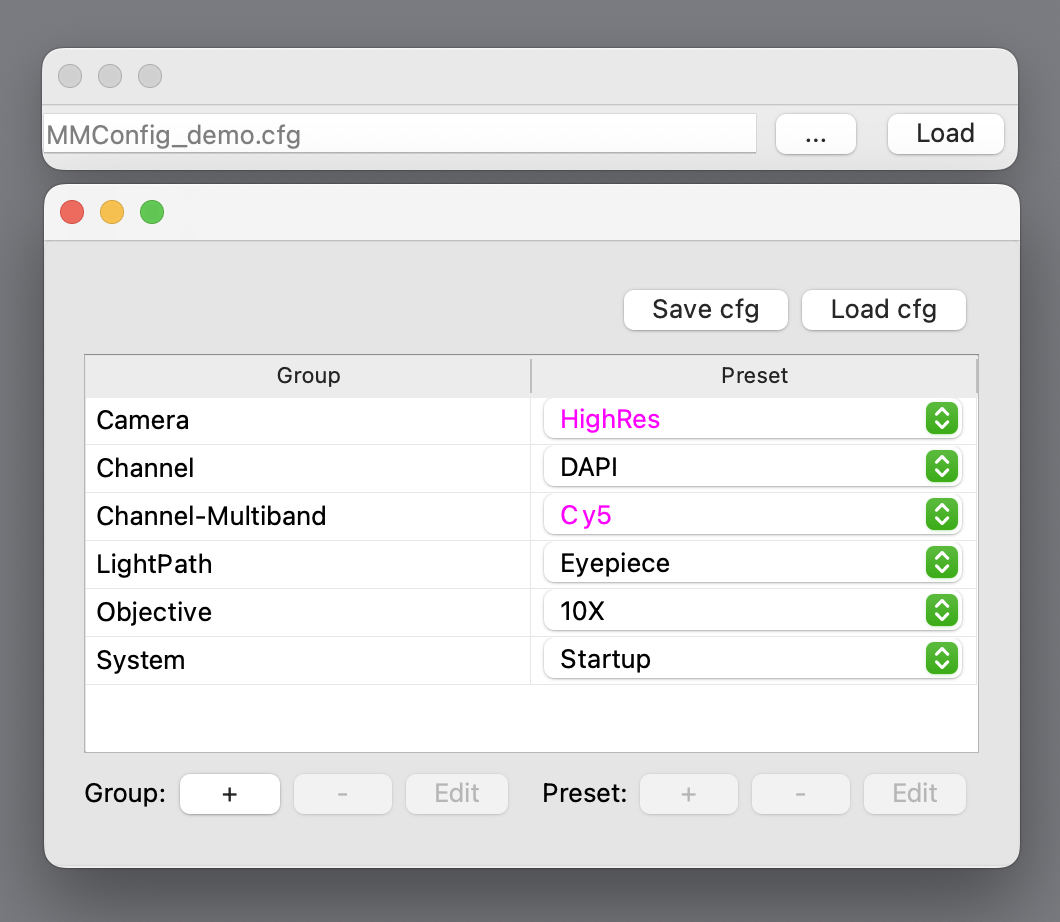 MMConfig_demo.cfg ... Load
Save cfg Load cfg
Group Preset
Camera HighRes
Channel DAPI
Channel-Multiband Cy5
LightPath Eyepiece
Objective 10X
System Startup
Group: + - Edit Preset: + - Edit